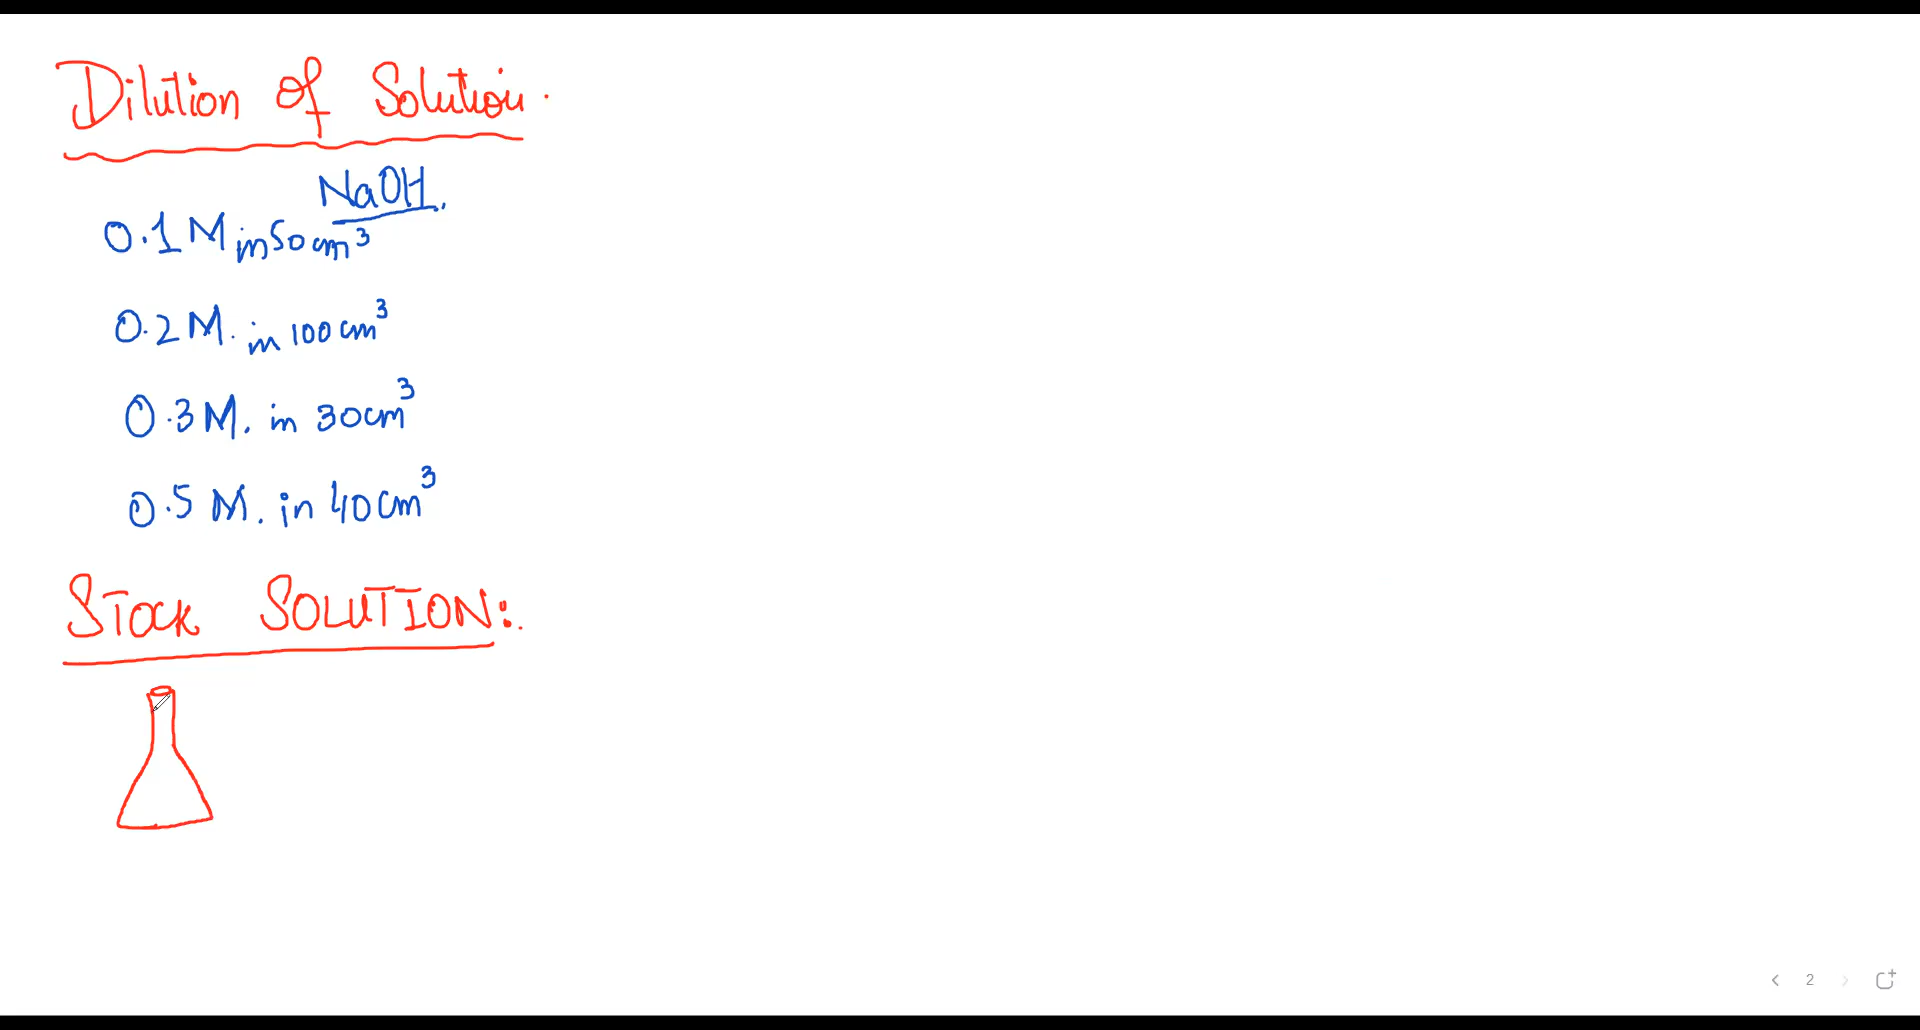 Dilution of Solution.
NaOH.
0.1 M in 50 cm³
0.2 M. in 100 cm³
0.3 M. in 30 cm³
0.5 M. in 40 cm³
STOCK SOLUTION:.
2